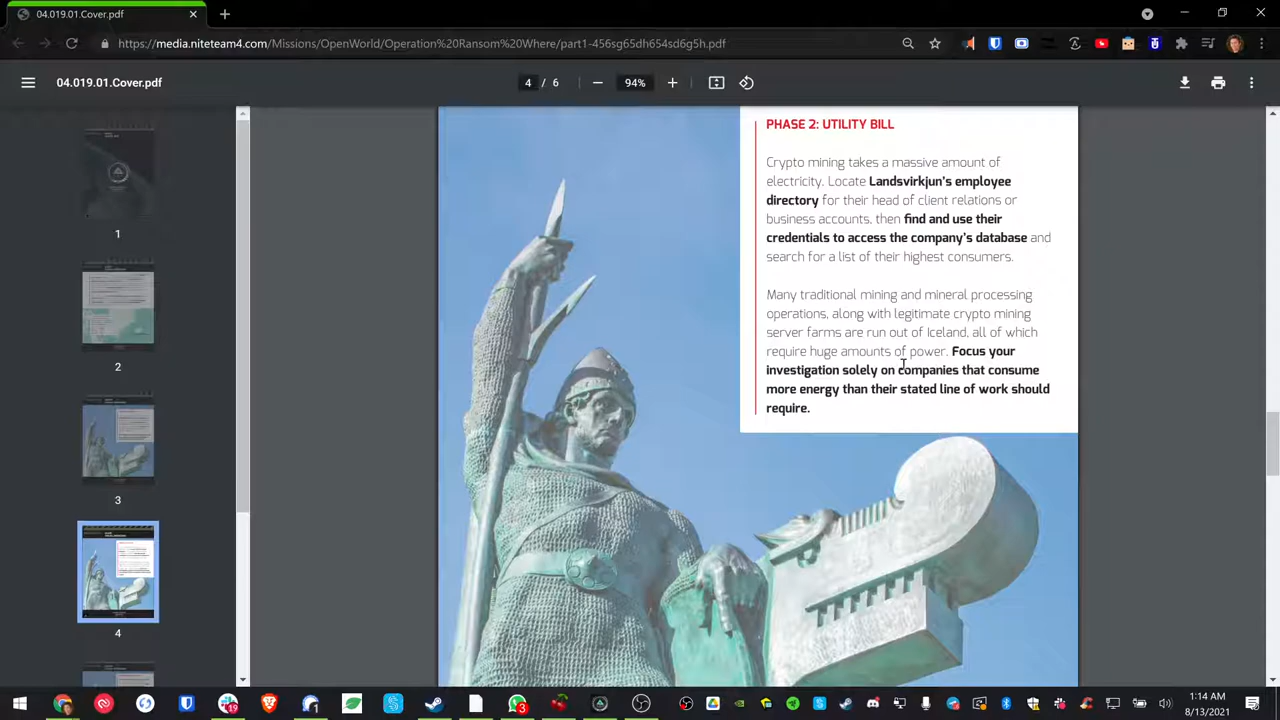 04.019.01.Cover.pdf
https://media.niteteam4.com/Missions/OpenWorld/Operation%20Ransom%20Where/part1-456sg65dh654sd6g5h.pdf
04.019.01.Cover.pdf
4 / 6
94%
1
2
3
4
PHASE 2: UTILITY BILL
Crypto mining takes a massive amount of
electricity. Locate Landsvirkjun's employee
directory for their head of client relations or
business accounts, then find and use their
credentials to access the company's database and
search for a list of their highest consumers.
Many traditional mining and mineral processing
operations, along with legitimate crypto mining
server farms are run out of Iceland, all of which
require huge amounts of power. Focus your
investigation solely on companies that consume
more energy than their stated line of work should
require.
19
3
1:14 AM
8/13/2021